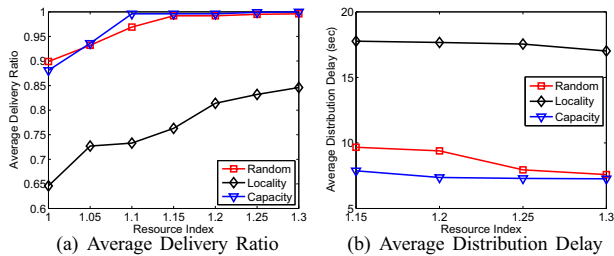 1
0.95
0.9
0.85
0.8
0.75
0.7
0.65
0.6
Average Delivery Ratio
Random
Locality
Capacity
1 1.05 1.1 1.15 1.2 1.25 1.3
Resource Index
(a) Average Delivery Ratio
20
15
10
5
Average Distribution Delay (sec)
Random
Locality
Capacity
1.15 1.2 1.25 1.3
Resource Index
(b) Average Distribution Delay